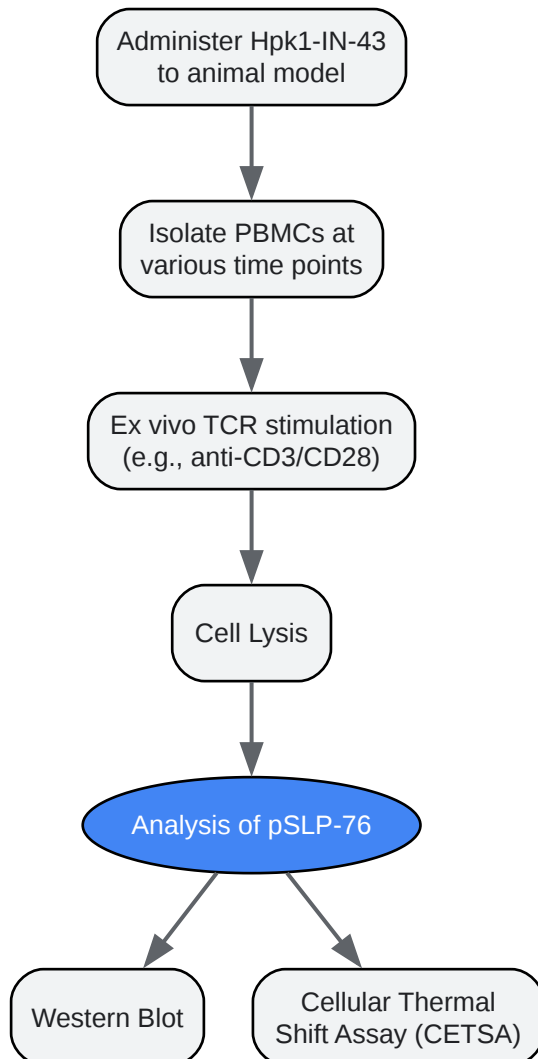 Administer Hpk1-IN-43
to animal model
Isolate PBMCs at
various time points
Ex vivo TCR stimulation
(e.g., anti-CD3/CD28)
Cell Lysis
Analysis of pSLP-76
Western Blot
Cellular Thermal
Shift Assay (CETSA)